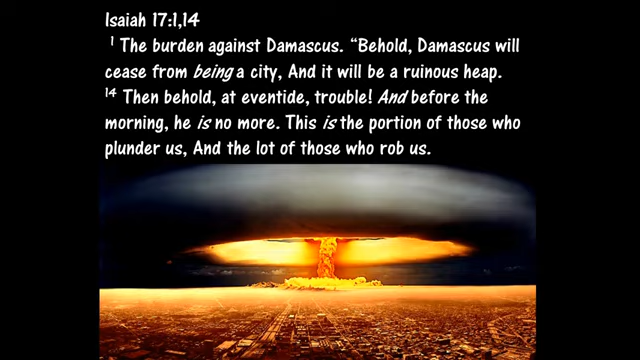 Isaiah 17:1,14
1 The burden against Damascus. “Behold, Damascus will
cease from being a city, And it will be a ruinous heap.
14 Then behold, at eventide, trouble! And before the
morning, he is no more. This is the portion of those who
plunder us, And the lot of those who rob us.